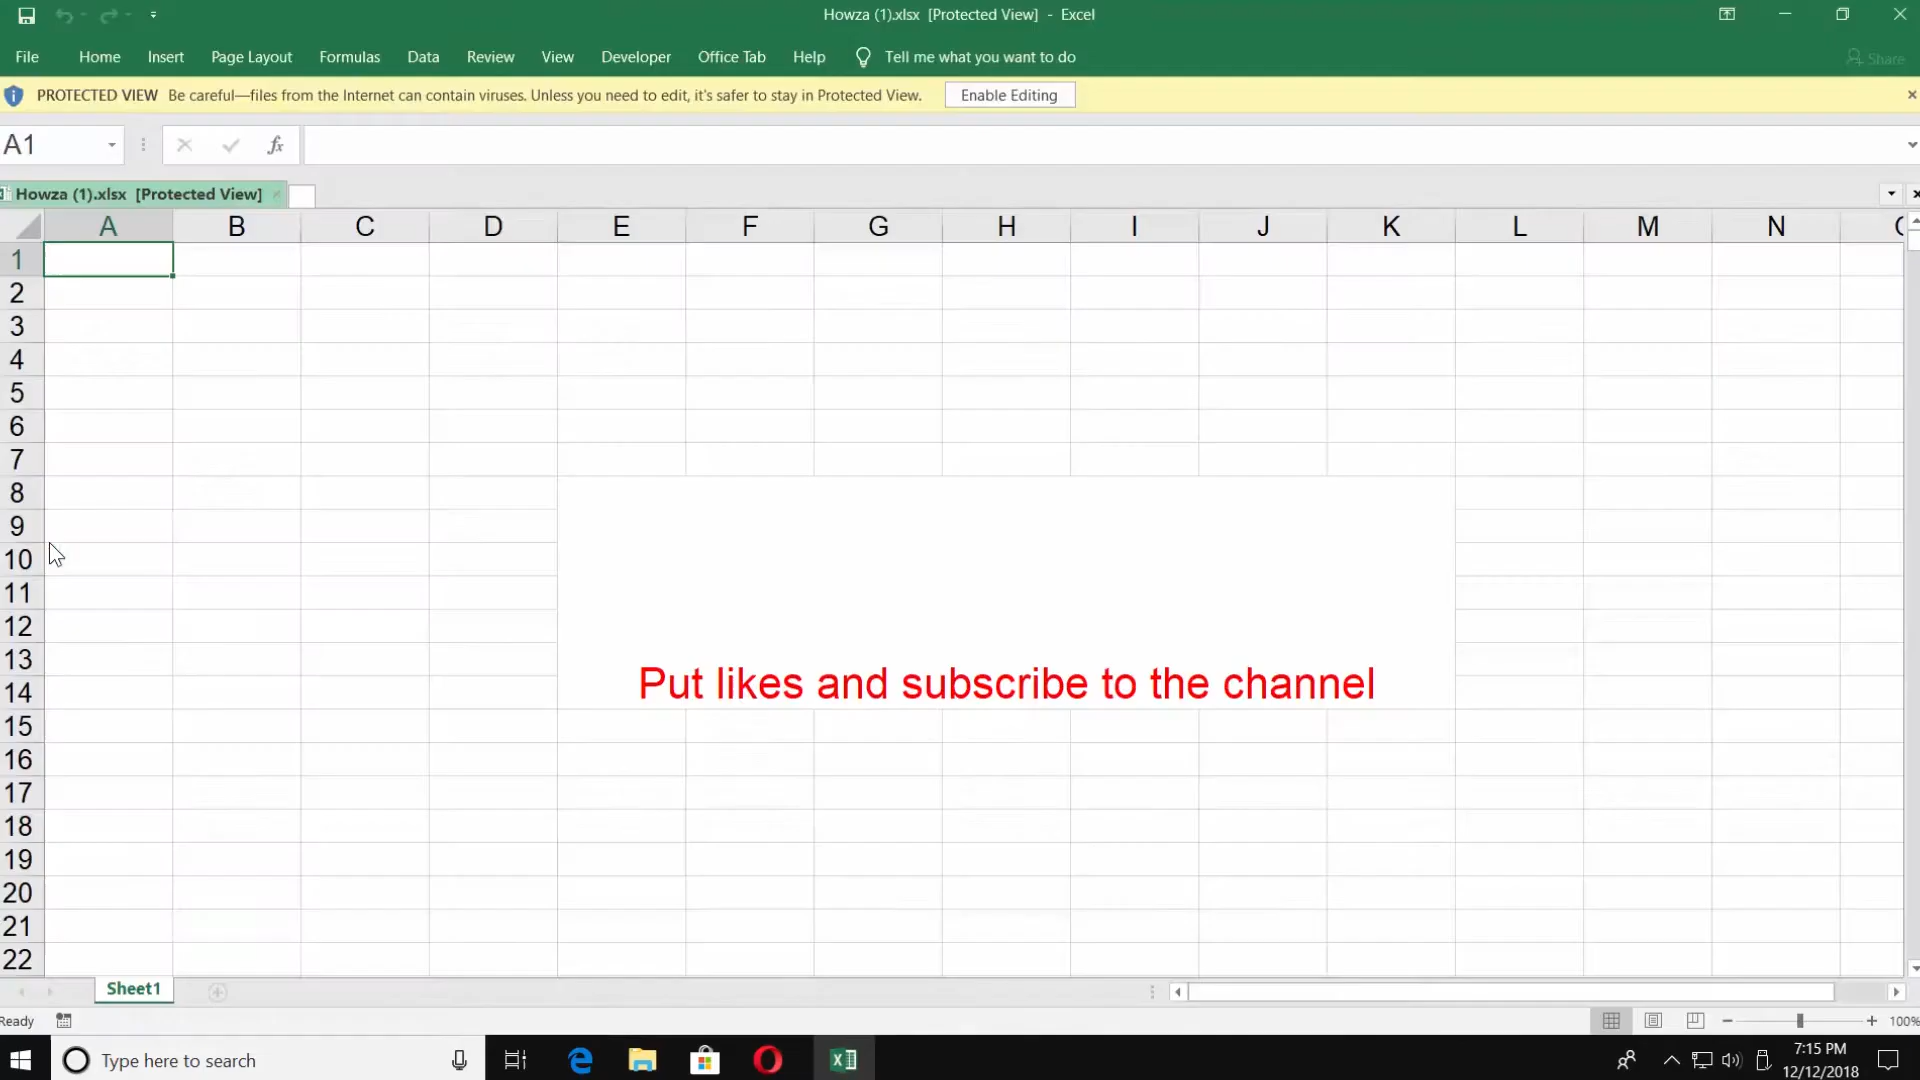 Howza (1).xlsx [Protected View] - Excel
File Home Insert Page Layout Formulas Data Review View Developer Office Tab Help Tell me what you want to do Share
PROTECTED VIEW Be careful—files from the Internet can contain viruses. Unless you need to edit, it's safer to stay in Protected View. Enable Editing
A1 fx
Howza (1).xlsx [Protected View]
A B C D E F G H I J K L M N
1
2
3
4
5
6
7
8
9
10
11
12
13
14
15
16
17
18
19
20
21
22
Put likes and subscribe to the channel
Sheet1
Ready 100%
Type here to search
7:15 PM
12/12/2018